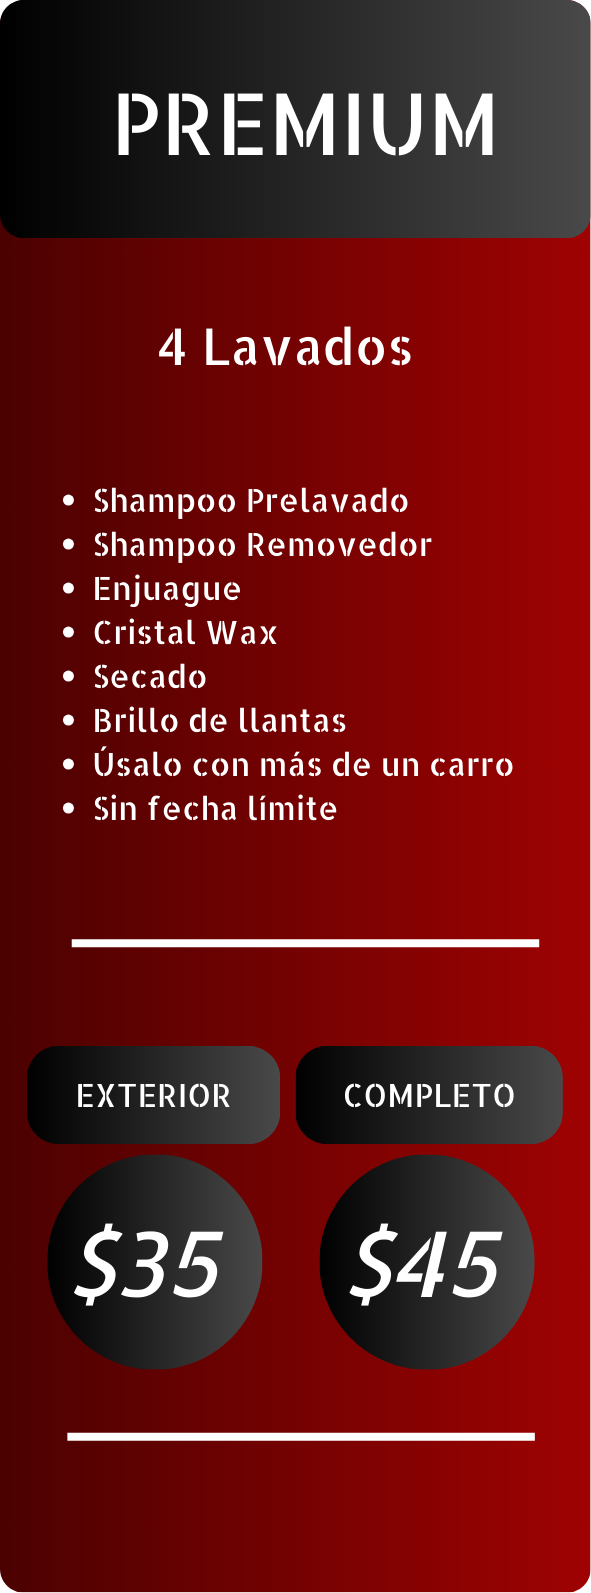 PREMIUM
4 Lavados
• Shampoo Prelavado
• Shampoo Removedor
• Enjuague
• Cristal Wax
• Secado
• Brillo de llantas
• Úsalo con más de un carro
• Sin fecha límite
EXTERIOR
COMPLETO
$35
$45